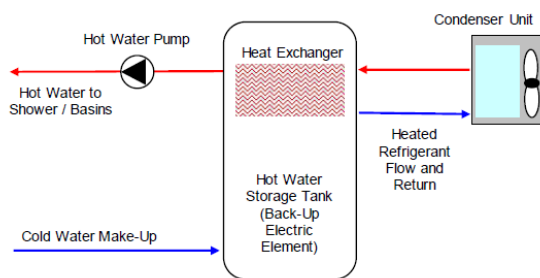 Condenser Unit
Hot Water Pump
Heat Exchanger
Hot Water to
Shower / Basins
Heated
Refrigerant
Flow and
Return
Hot Water
Storage Tank
(Back-Up
Electric
Element)
Cold Water Make-Up